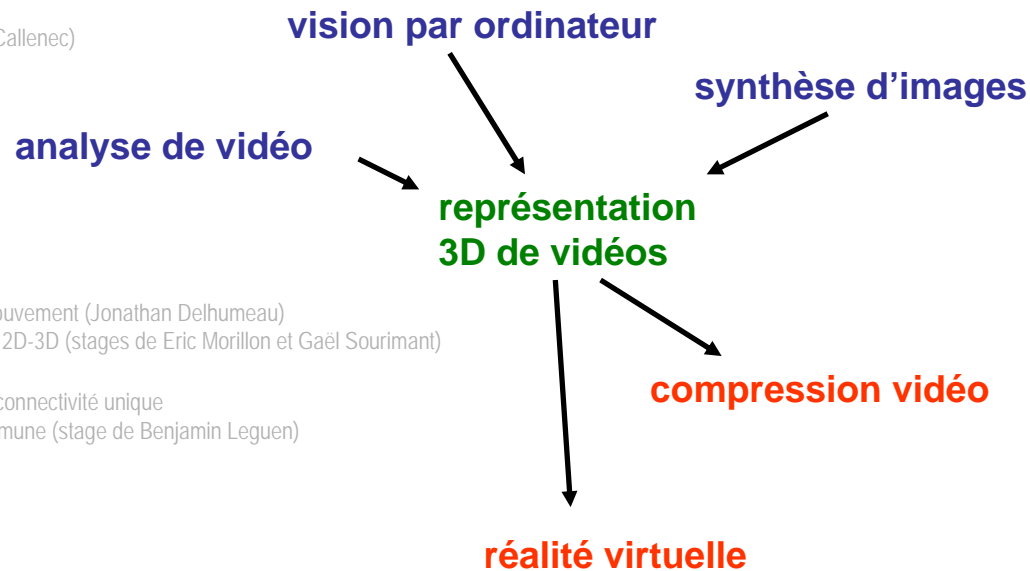 vision par ordinateur
Callenec)
synthèse d'images
analyse de vidéo
représentation
3D de vidéos
ouvement (Jonathan Delhumeau)
2D-3D (stages de Eric Morillon et Gaël Sourimant)
compression vidéo
connectivité unique
mune (stage de Benjamin Leguen)
réalité virtuelle